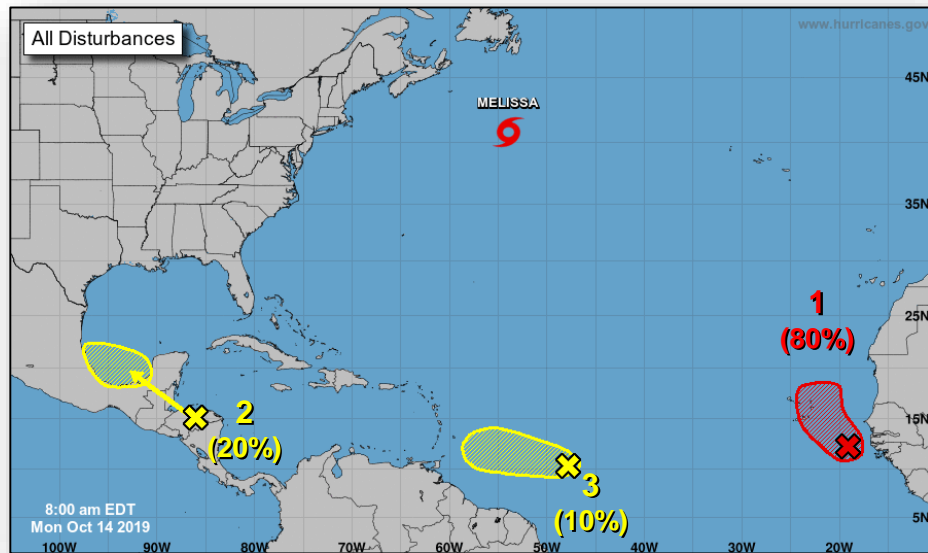 www.hurricanes.gov
All Disturbances
MELISSA
45N
35N
25N
15N
5N
1
(80%)
2
(20%)
3
(10%)
8:00 am EDT
Mon Oct 14 2019
100W
90W
80W
70W
60W
50W
40W
30W
20W